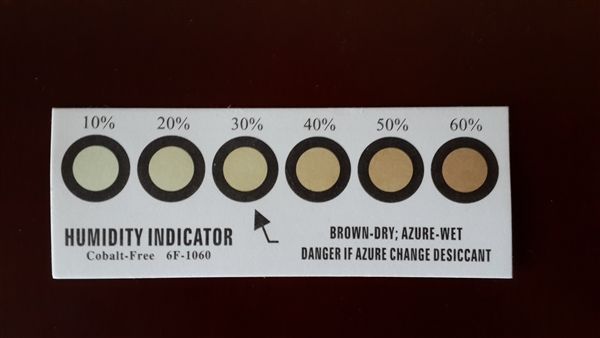 10% 20% 30% 40% 50% 60%
HUMIDITY INDICATOR
Cobalt-Free 6F-1060
BROWN-DRY; AZURE-WET
DANGER IF AZURE CHANGE DESICCANT